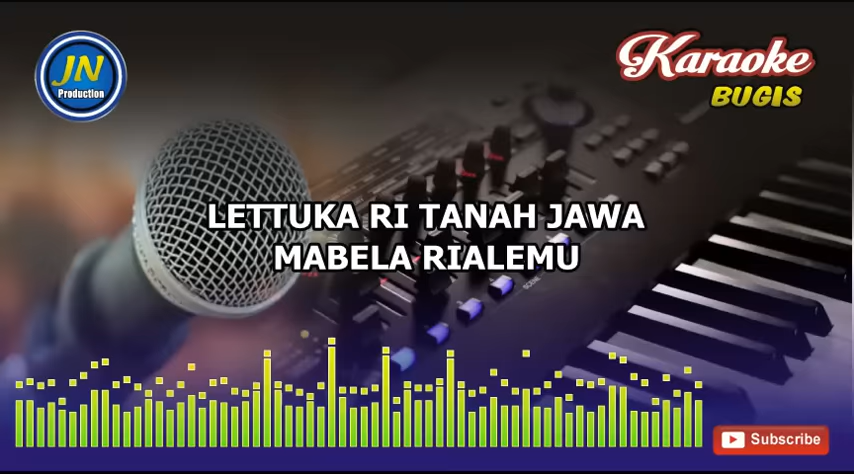 JN
Production
Karaoke
BUGIS
LETTUKA RI TANAH JAWA
MABELA RIALEMU
Subscribe